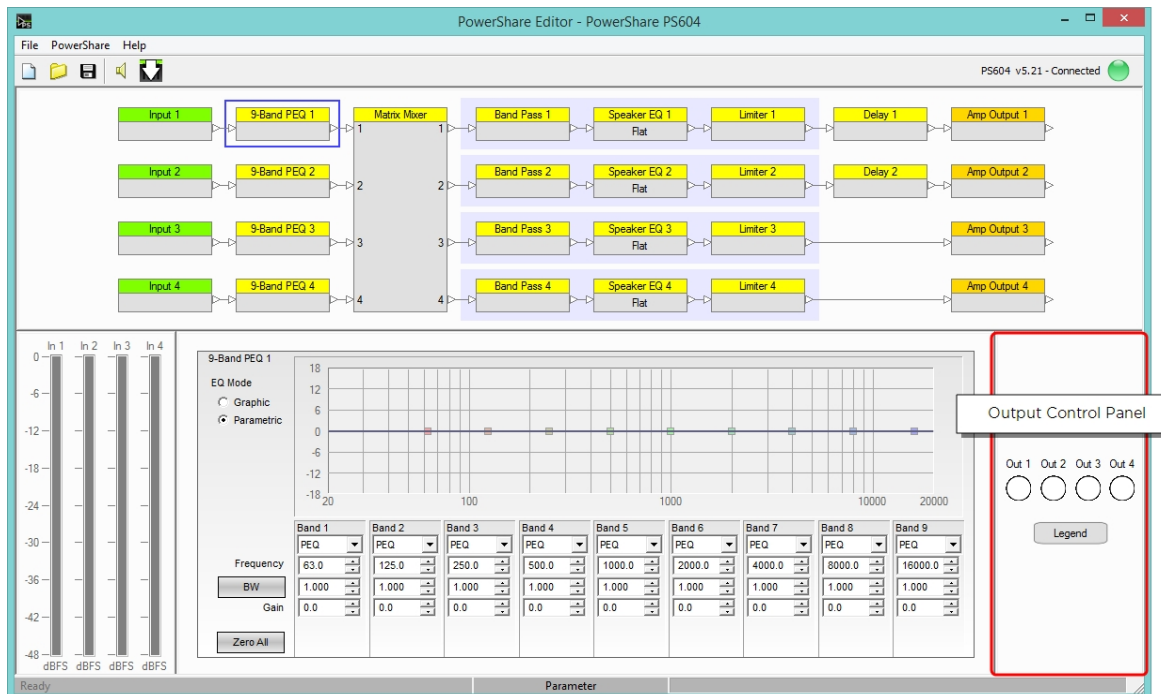 PowerShare Editor - PowerShare PS604
File PowerShare Help
PS604 v5.21 - Connected
Input 1 9-Band PEQ 1 Matrix Mixer Band Pass 1 Speaker EQ 1 Limiter 1 Delay 1 Amp Output 1
1 1 Flat
Input 2 9-Band PEQ 2 Band Pass 2 Speaker EQ 2 Limiter 2 Delay 2 Amp Output 2
2 2 Flat
Input 3 9-Band PEQ 3 Band Pass 3 Speaker EQ 3 Limiter 3 Amp Output 3
3 3 Flat
Input 4 9-Band PEQ 4 Band Pass 4 Speaker EQ 4 Limiter 4 Amp Output 4
4 4 Flat
In 1 In 2 In 3 In 4
0
-6
-12
-18
-24
-30
-36
-42
-48
dBFS dBFS dBFS dBFS
9-Band PEQ 1
EQ Mode
Graphic
Parametric
18
12
6
0
-6
-12
-18
20 100 1000 10000 20000
Band 1 Band 2 Band 3 Band 4 Band 5 Band 6 Band 7 Band 8 Band 9
PEQ PEQ PEQ PEQ PEQ PEQ PEQ PEQ PEQ
Frequency 63.0 125.0 250.0 500.0 1000.0 2000.0 4000.0 8000.0 16000.0
BW 1.000 1.000 1.000 1.000 1.000 1.000 1.000 1.000 1.000
Gain 0.0 0.0 0.0 0.0 0.0 0.0 0.0 0.0 0.0
Zero All
Output Control Panel
Out 1 Out 2 Out 3 Out 4
Legend
Ready Parameter